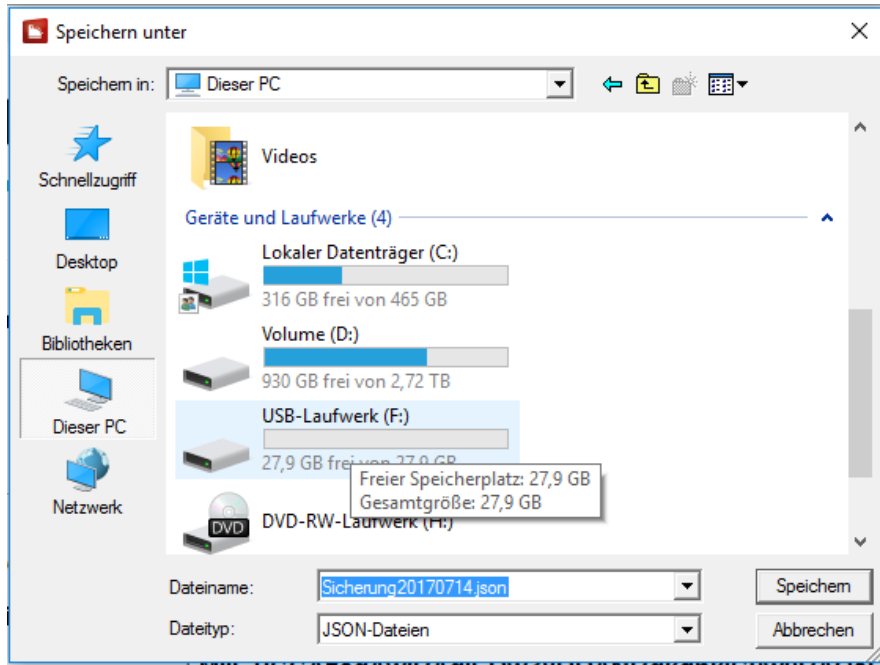 Speichern unter
Speichern in:
Dieser PC
Schnellzugriff
Desktop
Bibliotheken
Dieser PC
Netzwerk
Videos
Geräte und Laufwerke (4)
Lokaler Datenträger (C:)
316 GB frei von 465 GB
Volume (D:)
930 GB frei von 2,72 TB
USB-Laufwerk (F:)
27,9 GB frei von 27,9 GB
Freier Speicherplatz: 27,9 GB
Gesamtgröße: 27,9 GB
DVD
DVD-RW-Laufwerk (H:)
Dateiname:
Sicherung20170714.json
Speichern
Dateityp:
JSON-Dateien
Abbrechen